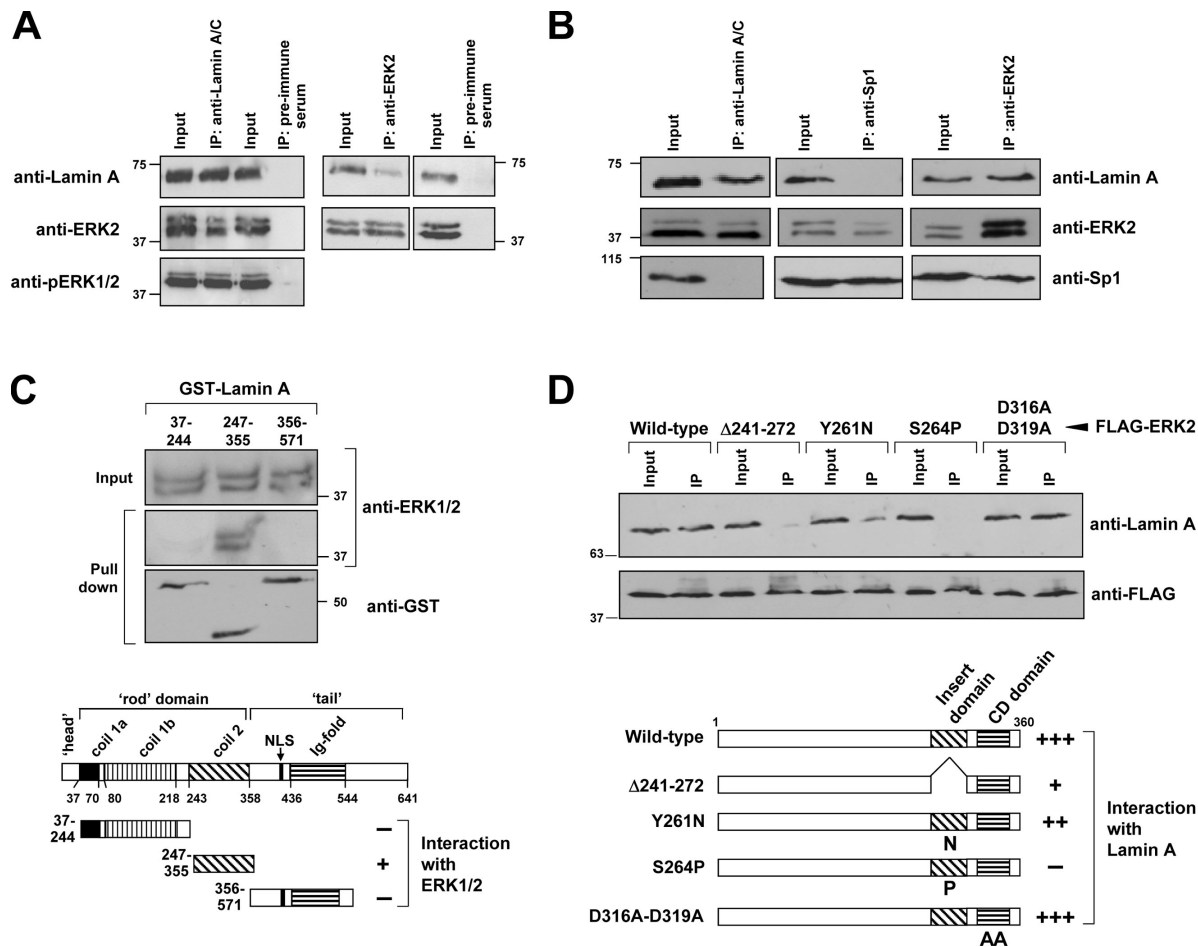 A
Input
IP: anti-Lamin A/C
Input
IP: pre-immune
serum
Input
IP: anti-ERK2
Input
IP: pre-immune
serum
75
75
anti-Lamin A
anti-ERK2
37
37
anti-pERK1/2
37
B
Input
IP: anti-Lamin A/C
Input
IP: anti-Sp1
Input
IP :anti-ERK2
75
anti-Lamin A
37
anti-ERK2
115
anti-Sp1
C
GST-Lamin A
37-
244
247-
355
356-
571
Input
37
anti-ERK1/2
Pull
down
37
50
anti-GST
'head'
'rod' domain
'tail'
coil 1a
coil 1b
coil 2
NLS
Ig-fold
37 70 80 218 243 358 436 544 641
37-
244
–
247-
355
+
356-
571
–
Interaction
with
ERK1/2
D
Wild-type
Δ241-272
Y261N
S264P
D316A
D319A
FLAG-ERK2
Input
IP
Input
IP
Input
IP
Input
IP
Input
IP
anti-Lamin A
63
anti-FLAG
37
Insert
domain
CD domain
1
360
Wild-type
+++
Δ241-272
+
Y261N
++
N
S264P
–
P
D316A-D319A
+++
AA
Interaction
with
Lamin A